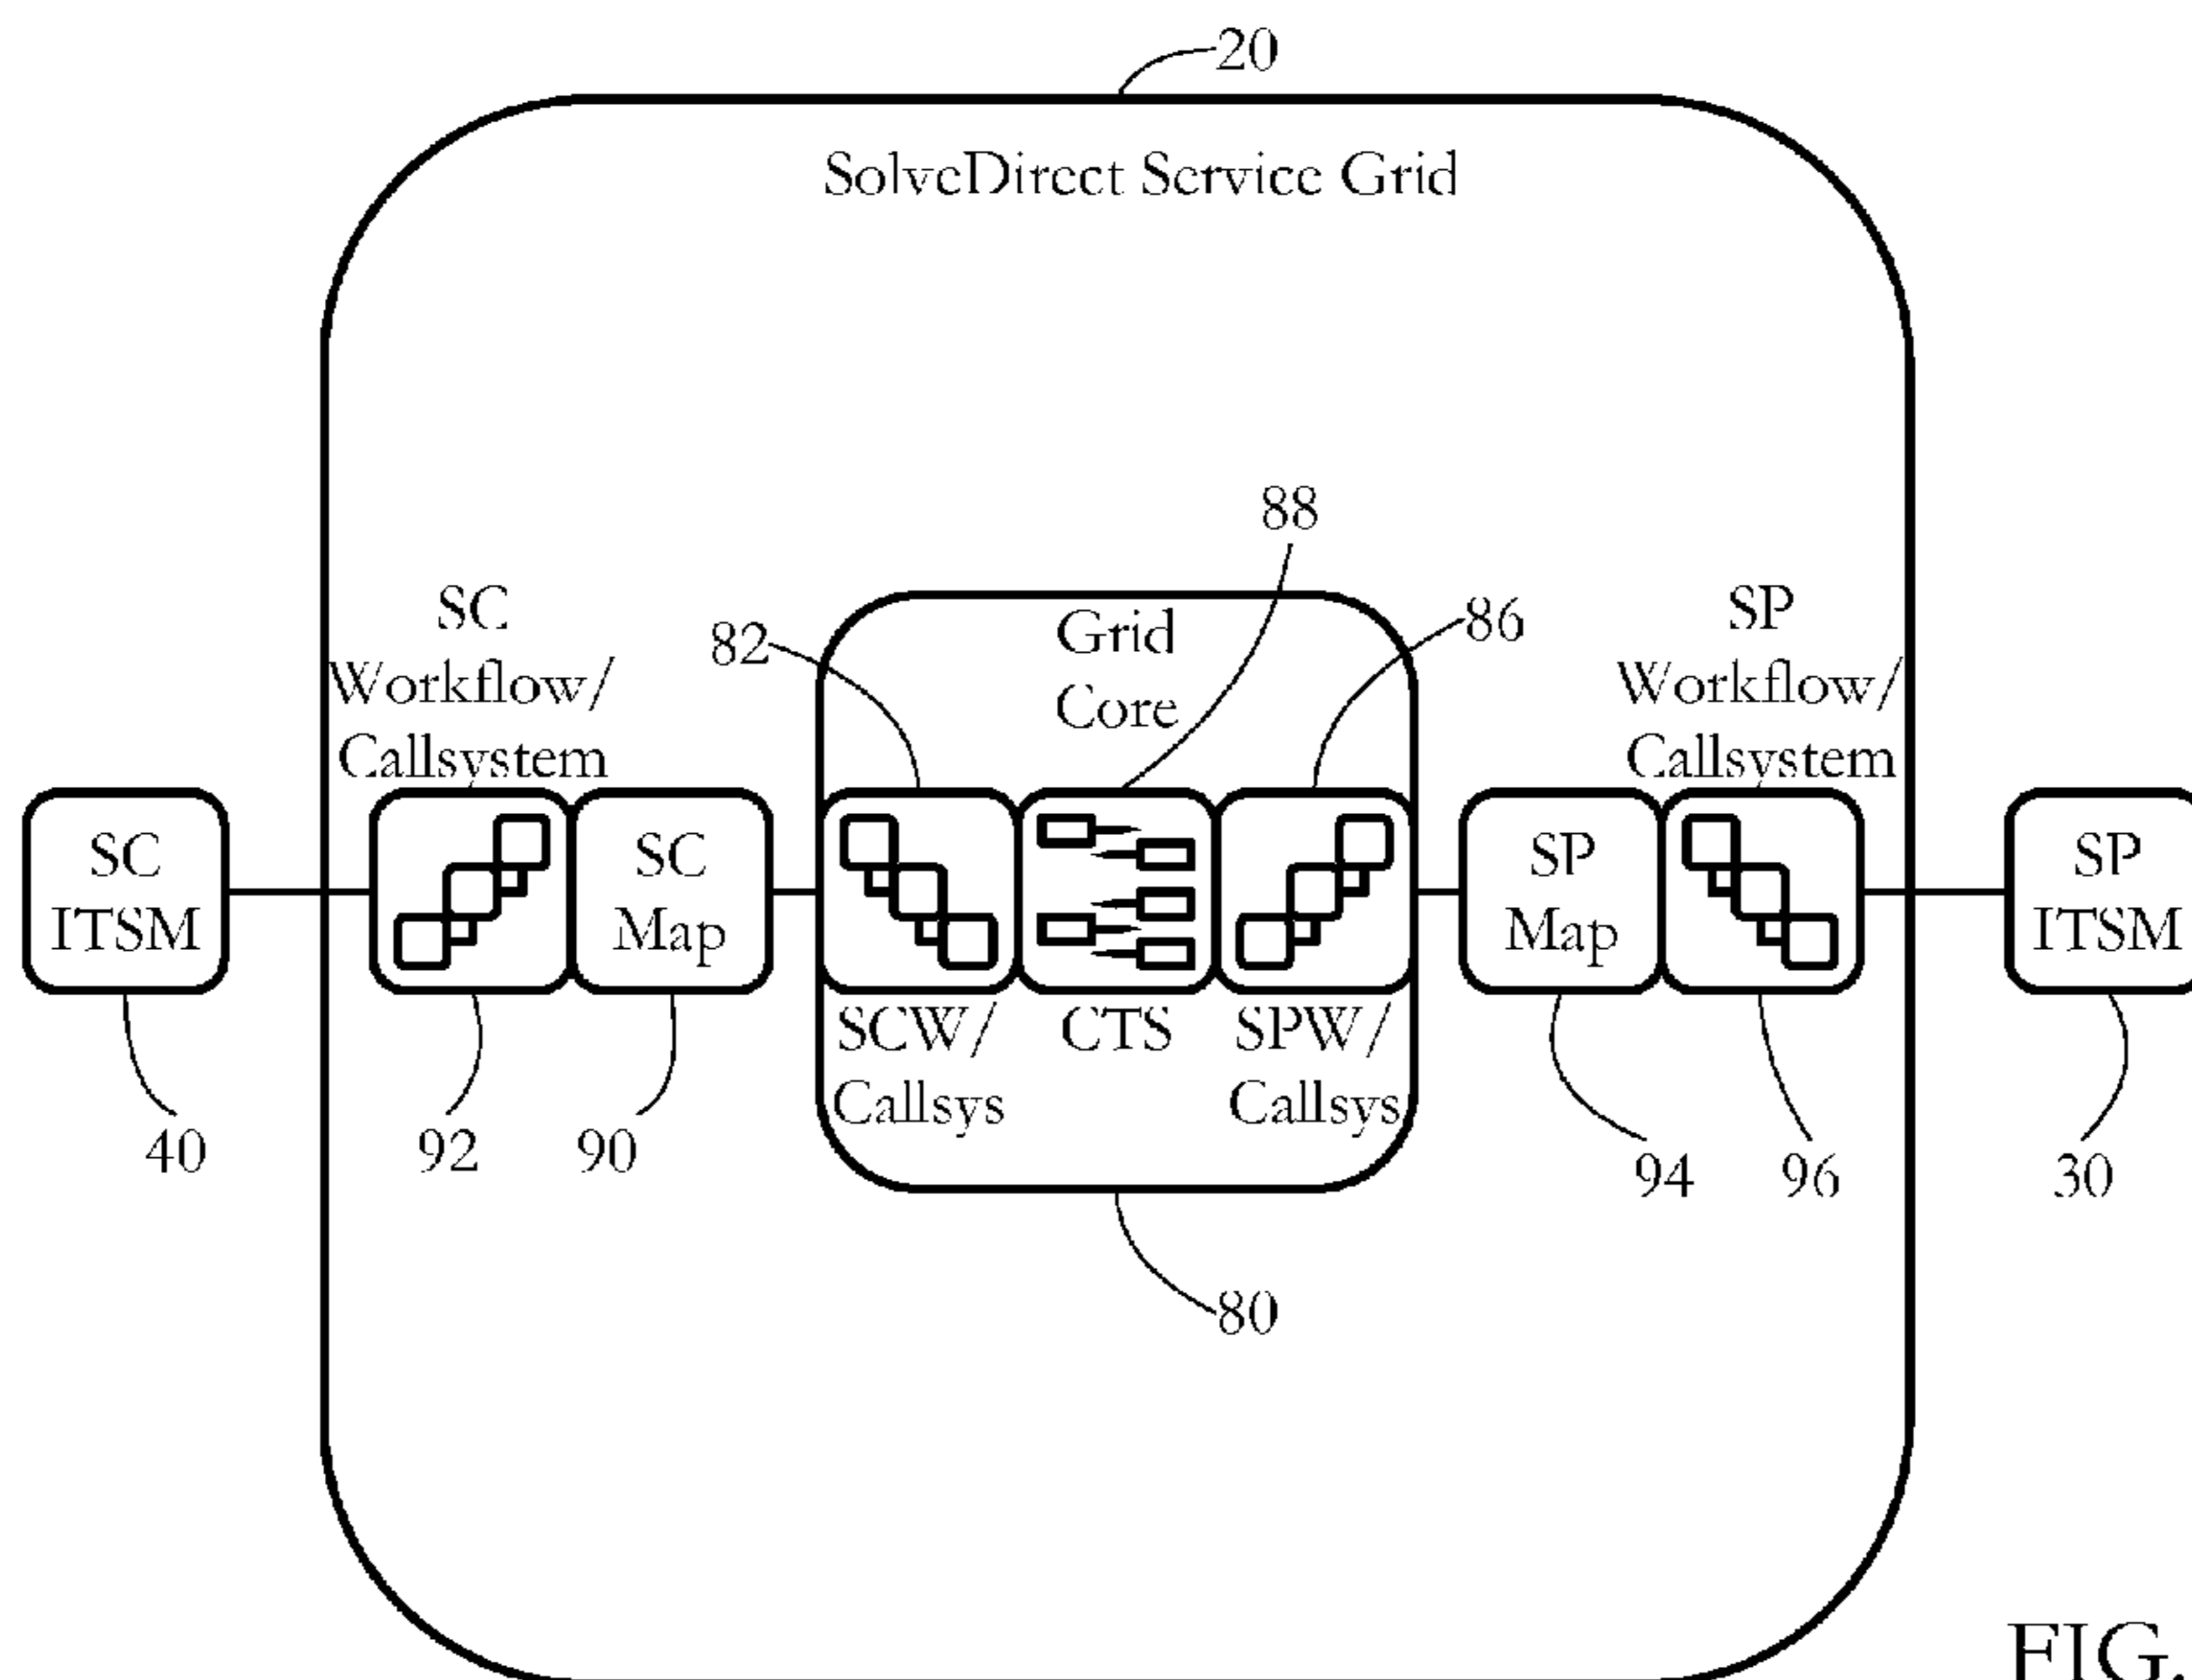 20
SolveDirect Service Grid
88
SC
Workflow/
Callsystem
82
Grid
Core
86
SP
Workflow/
Callsystem
SC
ITSM
SC
Map
SP
Map
SP
ITSM
SCW/
Callsys
CTS
SPW/
Callsys
40
92
90
94
96
30
80
FIG.